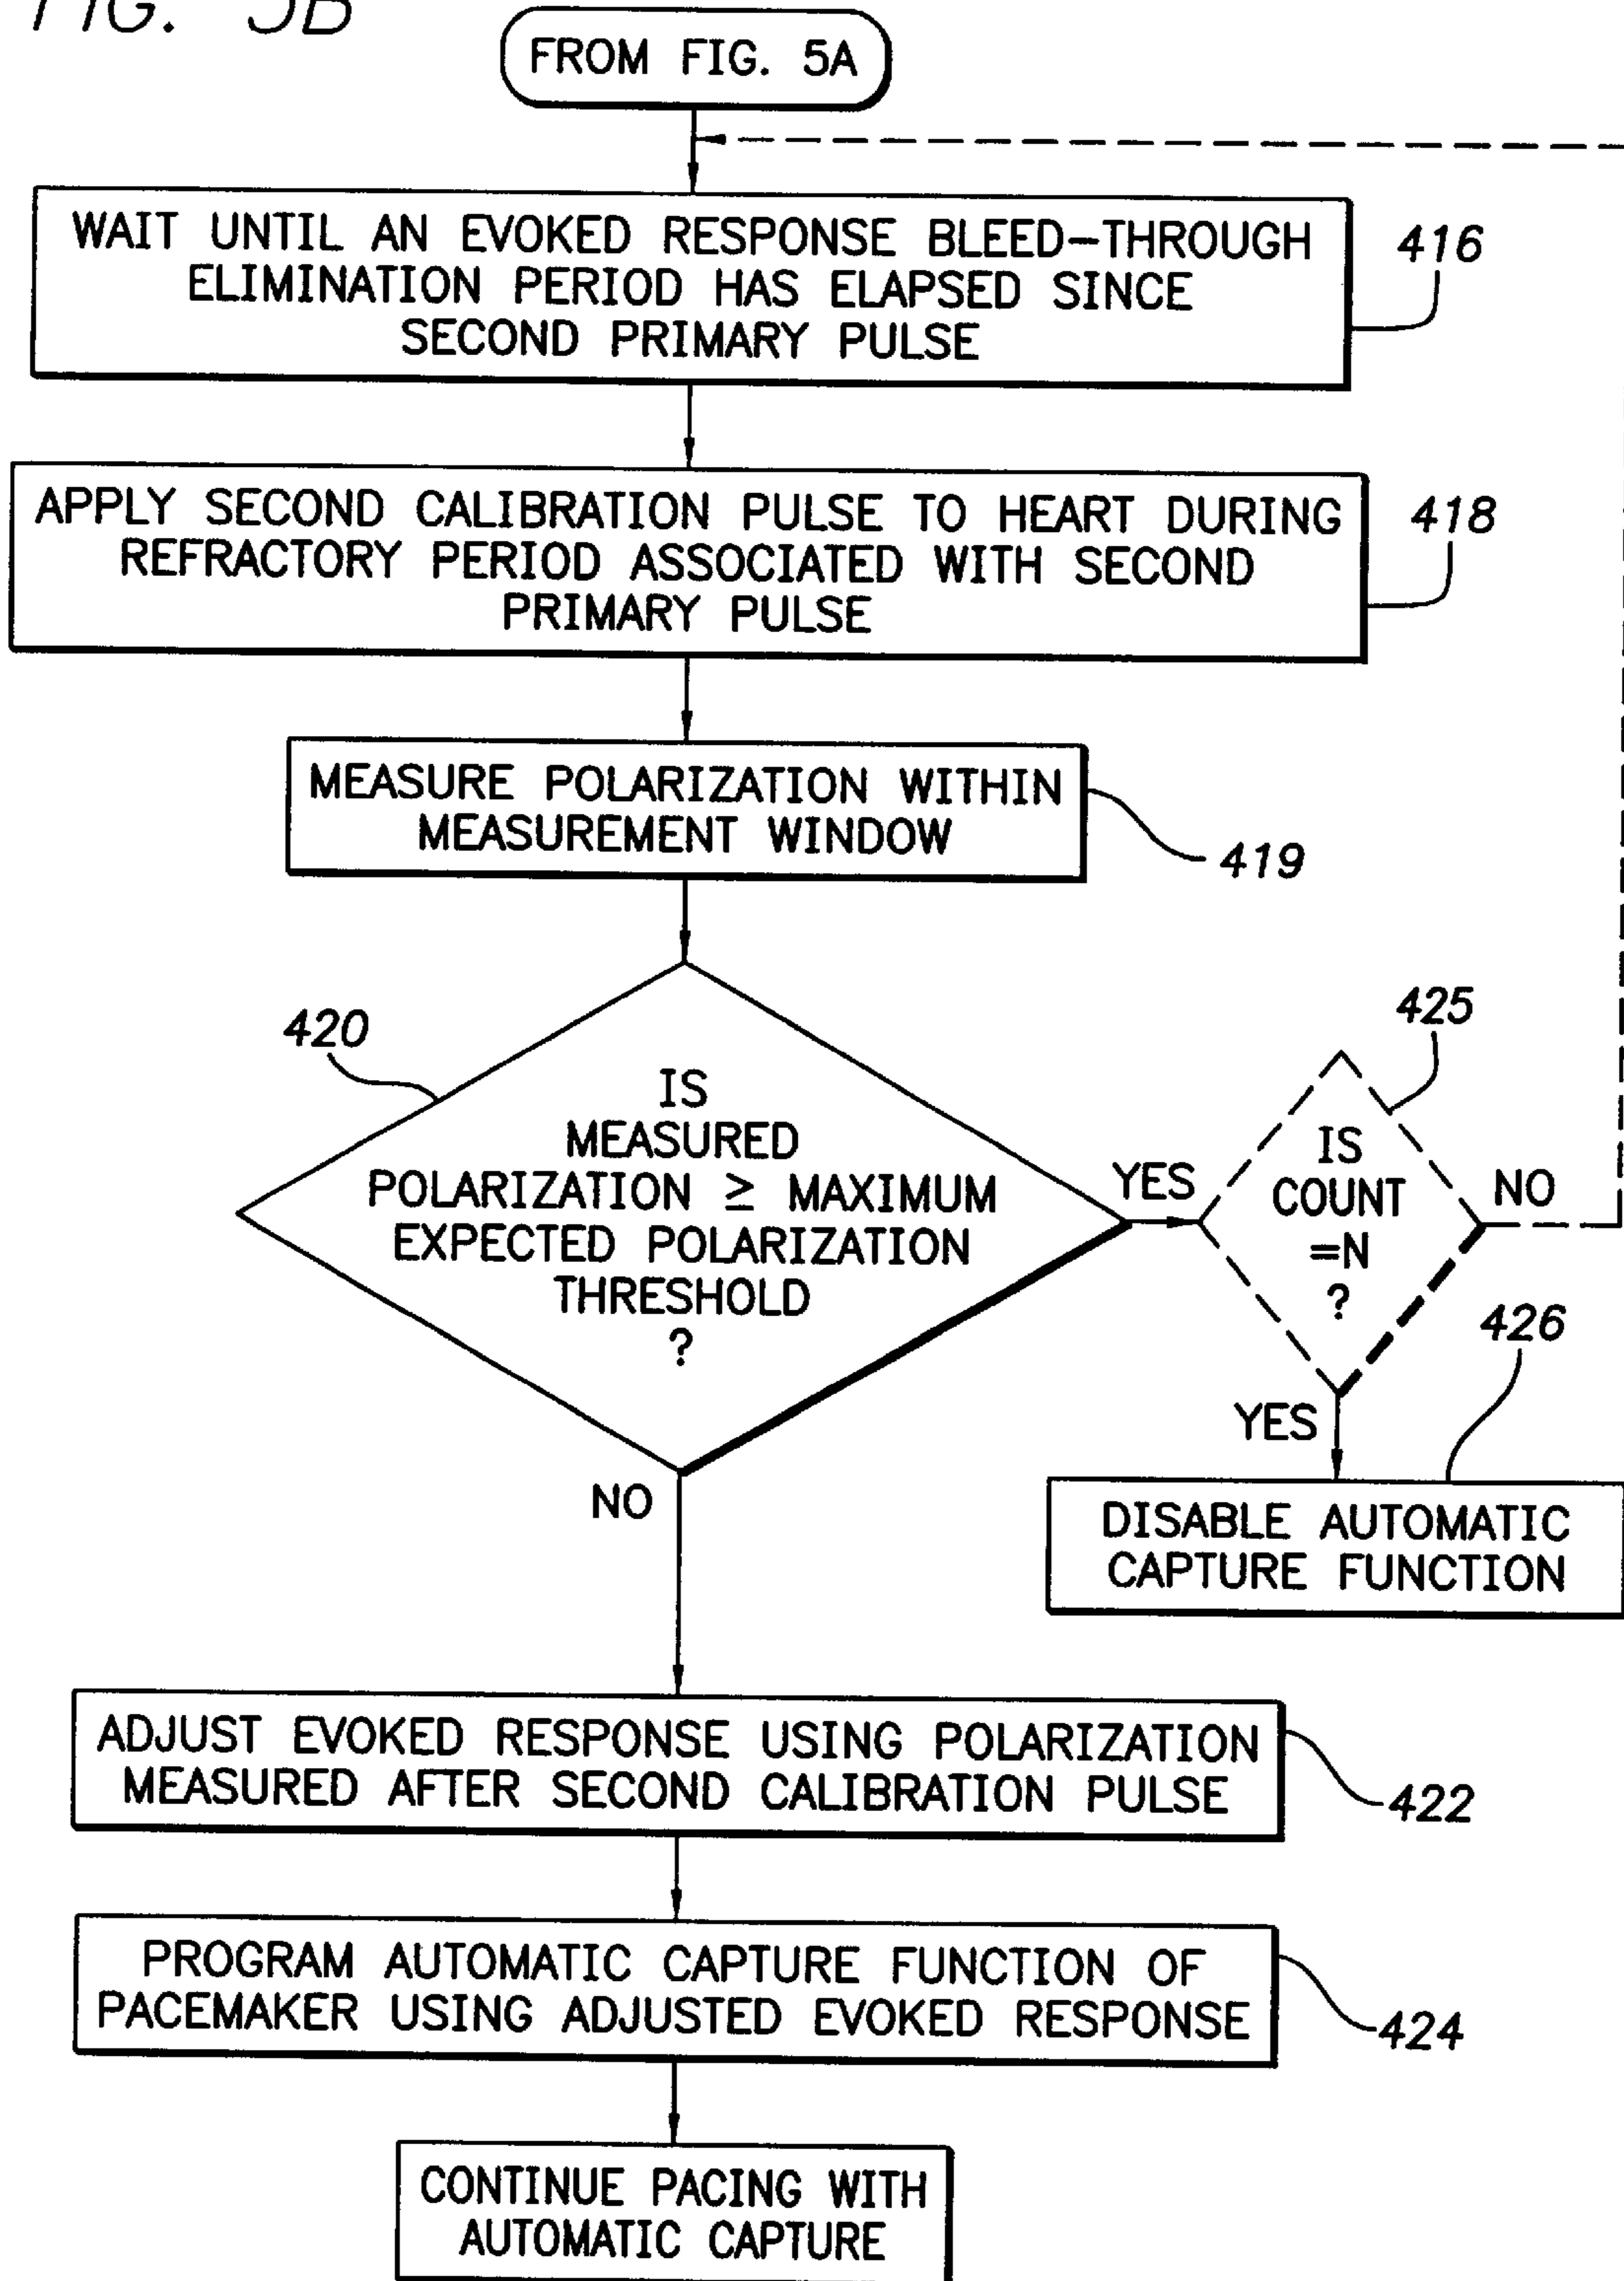 FIG. 5B
FROM FIG. 5A
WAIT UNTIL AN EVOKED RESPONSE BLEED-THROUGH
ELIMINATION PERIOD HAS ELAPSED SINCE
SECOND PRIMARY PULSE
416
APPLY SECOND CALIBRATION PULSE TO HEART DURING
REFRACTORY PERIOD ASSOCIATED WITH SECOND
PRIMARY PULSE
418
MEASURE POLARIZATION WITHIN
MEASUREMENT WINDOW
419
420
IS
MEASURED
POLARIZATION ≥ MAXIMUM
EXPECTED POLARIZATION
THRESHOLD
?
YES
425
IS
COUNT
=N
?
NO
YES
426
DISABLE AUTOMATIC
CAPTURE FUNCTION
NO
ADJUST EVOKED RESPONSE USING POLARIZATION
MEASURED AFTER SECOND CALIBRATION PULSE
422
PROGRAM AUTOMATIC CAPTURE FUNCTION OF
PACEMAKER USING ADJUSTED EVOKED RESPONSE
424
CONTINUE PACING WITH
AUTOMATIC CAPTURE